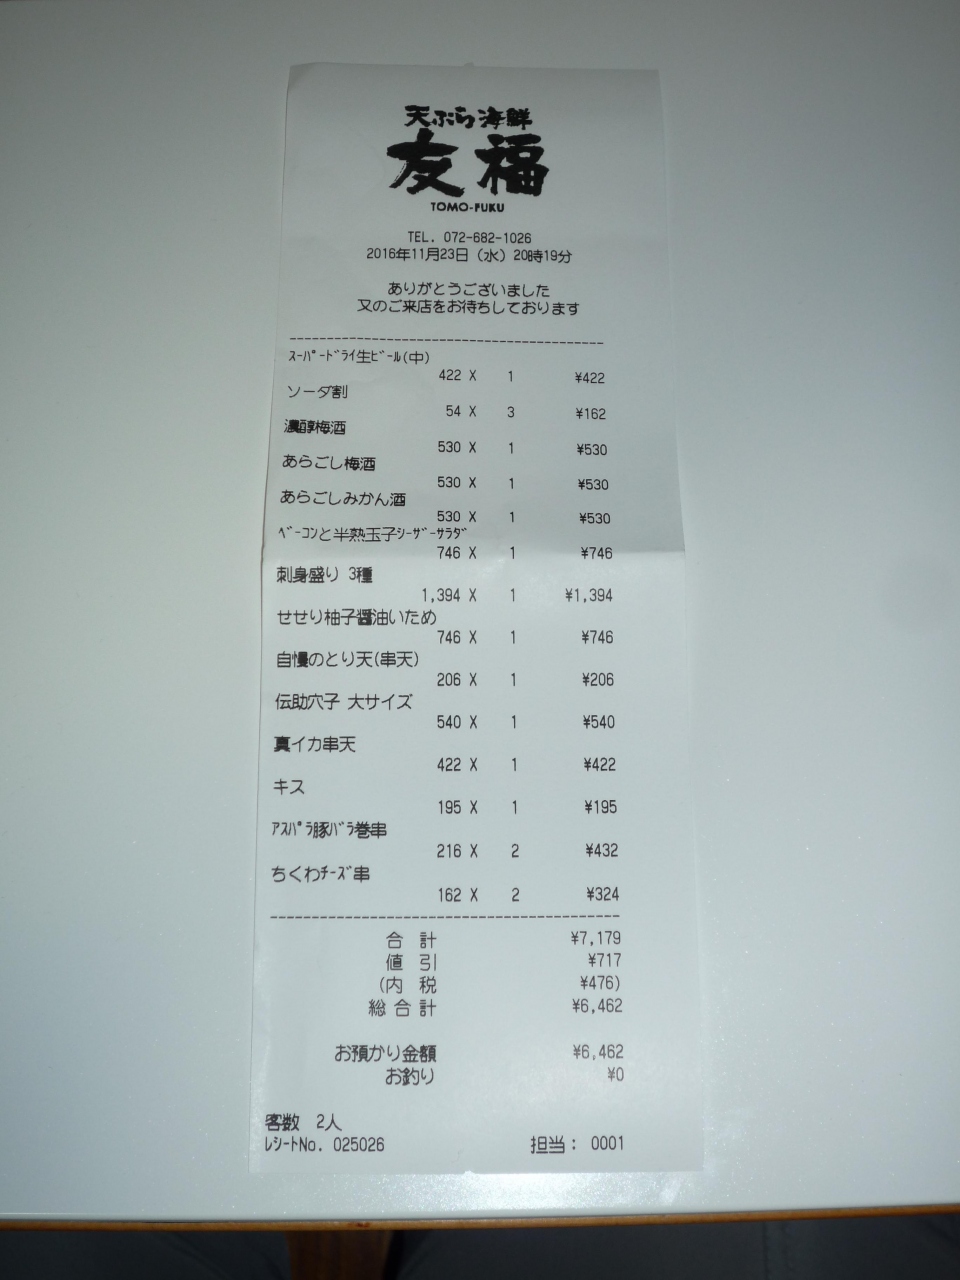 天ぷら海鮮
友福
TOMO-FUKU
TEL. 072-682-1026
2016年11月23日（水）20時19分
ありがとうございました
又のご来店をお待ちしております
ｽｰﾊﾟｰﾄﾞﾗｲ生ﾋﾞｰﾙ(中)
422 X 1 ¥422
ソーダ割
54 X 3 ¥162
濃醇梅酒
530 X 1 ¥530
あらごし梅酒
530 X 1 ¥530
あらごしみかん酒
530 X 1 ¥530
ﾍﾞｰｺﾝと半熟玉子ｼｰｻﾞｰｻﾗﾀﾞ
746 X 1 ¥746
刺身盛り 3種
1,394 X 1 ¥1,394
せせり柚子醤油いため
746 X 1 ¥746
自慢のとり天(串天)
206 X 1 ¥206
伝助穴子 大サイズ
540 X 1 ¥540
真イカ串天
422 X 1 ¥422
キス
195 X 1 ¥195
ｱｽﾊﾟﾗ豚ﾊﾞﾗ巻串
216 X 2 ¥432
ちくわﾁｰｽﾞ串
162 X 2 ¥324
合 計 ¥7,179
値 引 ¥717
(内 税 ¥476)
総 合 計 ¥6,462
お預かり金額 ¥6,462
お釣り ¥0
客数 2人
ﾚｼｰﾄNo. 025026 担当： 0001